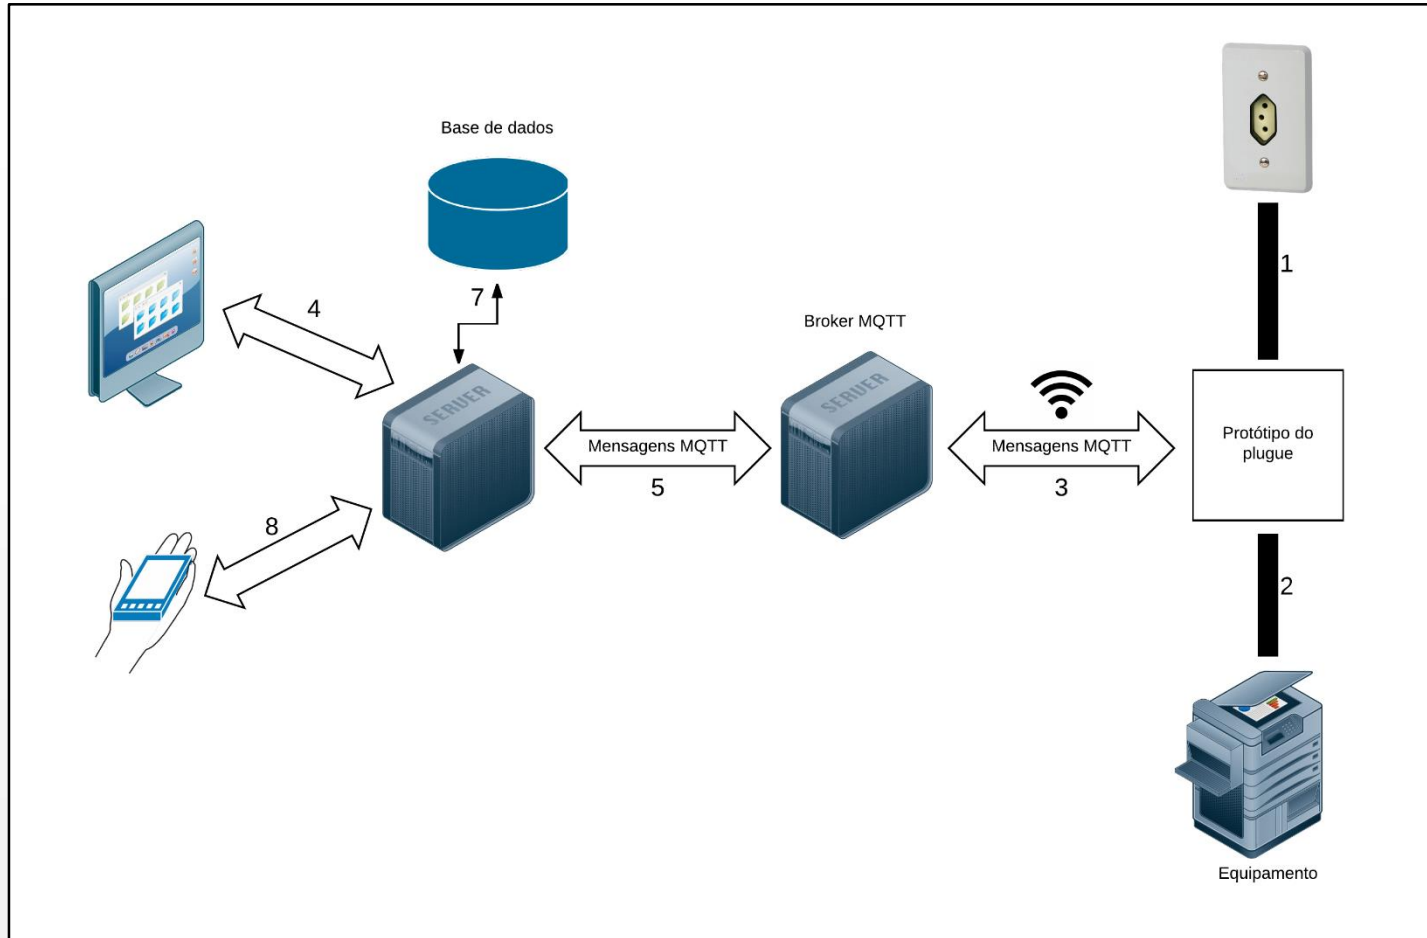 Base de dados
1
4
7
Broker MQTT
SERVER
SERVER
Mensagens MQTT
5
Mensagens MQTT
3
Protótipo do
plugue
8
2
Equipamento